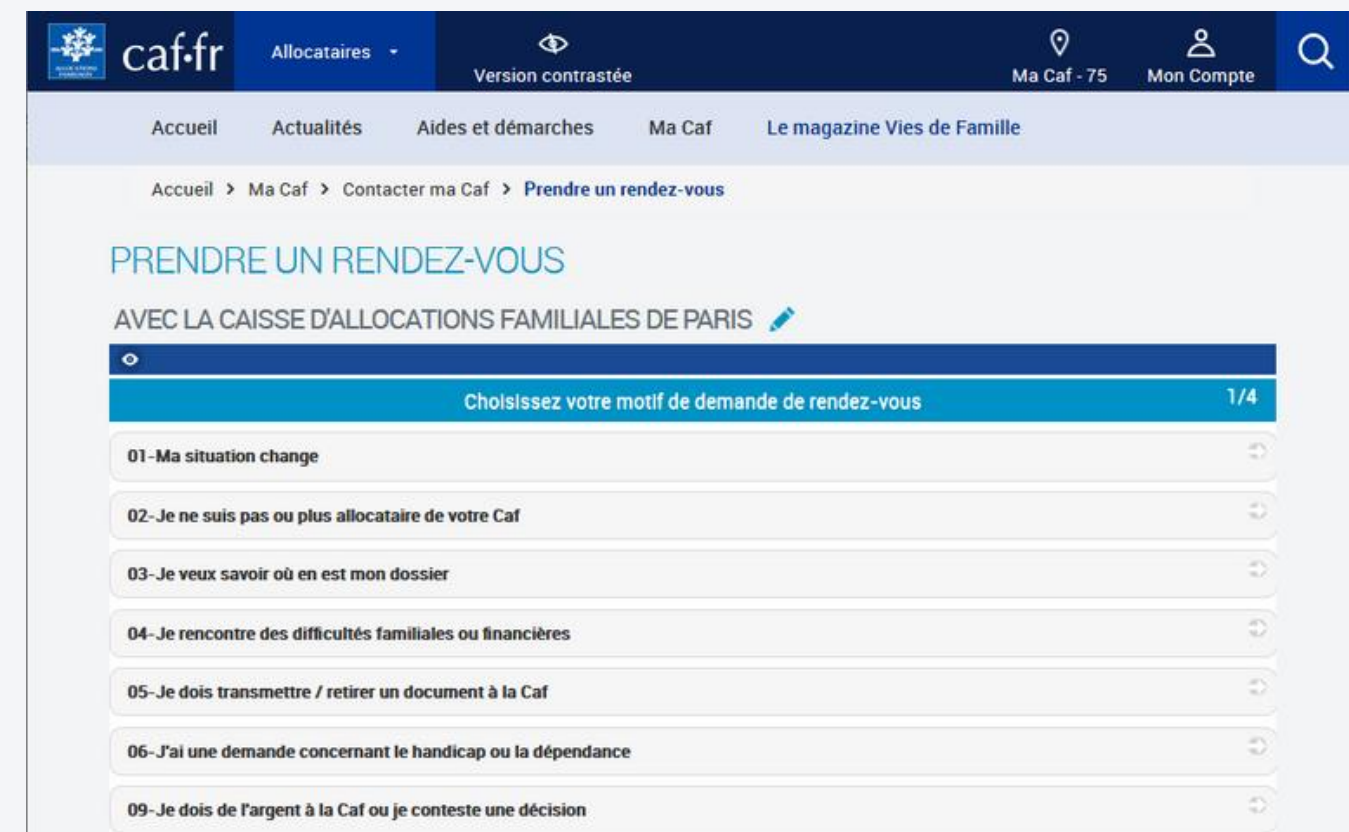 caf.fr
Allocataires
Version contrastée
Ma Caf - 75
Mon Compte
Accueil
Actualités
Aides et démarches
Ma Caf
Le magazine Vies de Famille
Accueil > Ma Caf > Contacter ma Caf > Prendre un rendez-vous
PRENDRE UN RENDEZ-VOUS
AVEC LA CAISSE D'ALLOCATIONS FAMILIALES DE PARIS
Choisissez votre motif de demande de rendez-vous
1/4
01-Ma situation change
02-Je ne suis pas ou plus allocataire de votre Caf
03-Je veux savoir où en est mon dossier
04-Je rencontre des difficultés familiales ou financières
05-Je dois transmettre / retirer un document à la Caf
06-J'ai une demande concernant le handicap ou la dépendance
09-Je dois de l'argent à la Caf ou je conteste une décision